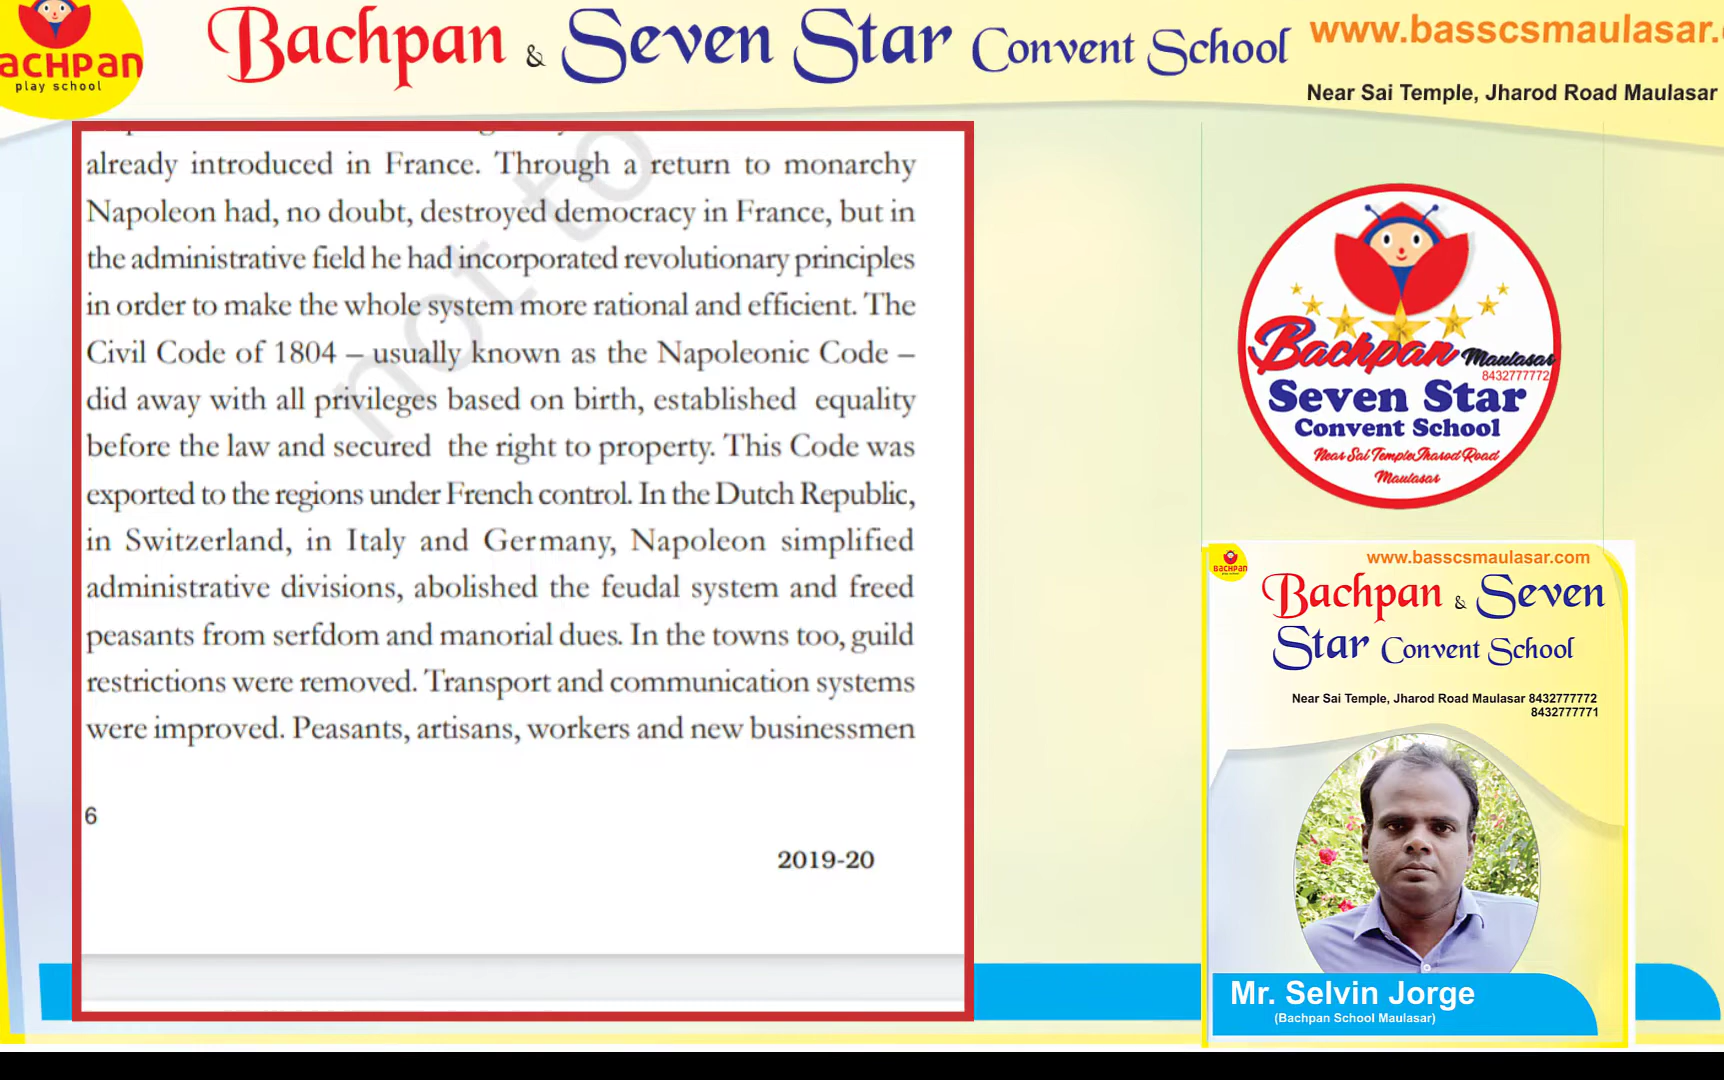 BACHPAN
play school
Bachpan & Seven Star Convent School
www.basscsmaulasar.
Near Sai Temple, Jharod Road Maulasar
already introduced in France. Through a return to monarchy
Napoleon had, no doubt, destroyed democracy in France, but in
the administrative field he had incorporated revolutionary principles
in order to make the whole system more rational and efficient. The
Civil Code of 1804 – usually known as the Napoleonic Code –
did away with all privileges based on birth, established equality
before the law and secured the right to property. This Code was
exported to the regions under French control. In the Dutch Republic,
in Switzerland, in Italy and Germany, Napoleon simplified
administrative divisions, abolished the feudal system and freed
peasants from serfdom and manorial dues. In the towns too, guild
restrictions were removed. Transport and communication systems
were improved. Peasants, artisans, workers and new businessmen
6
2019-20
not to
Bachpan Maulasar
8432777772
Seven Star
Convent School
Near Sai Temple Jharod Road
Maulasar
BACHPAN
play school
www.basscsmaulasar.com
Bachpan & Seven
Star Convent School
Near Sai Temple, Jharod Road Maulasar 8432777772
8432777771
Mr. Selvin Jorge
(Bachpan School Maulasar)